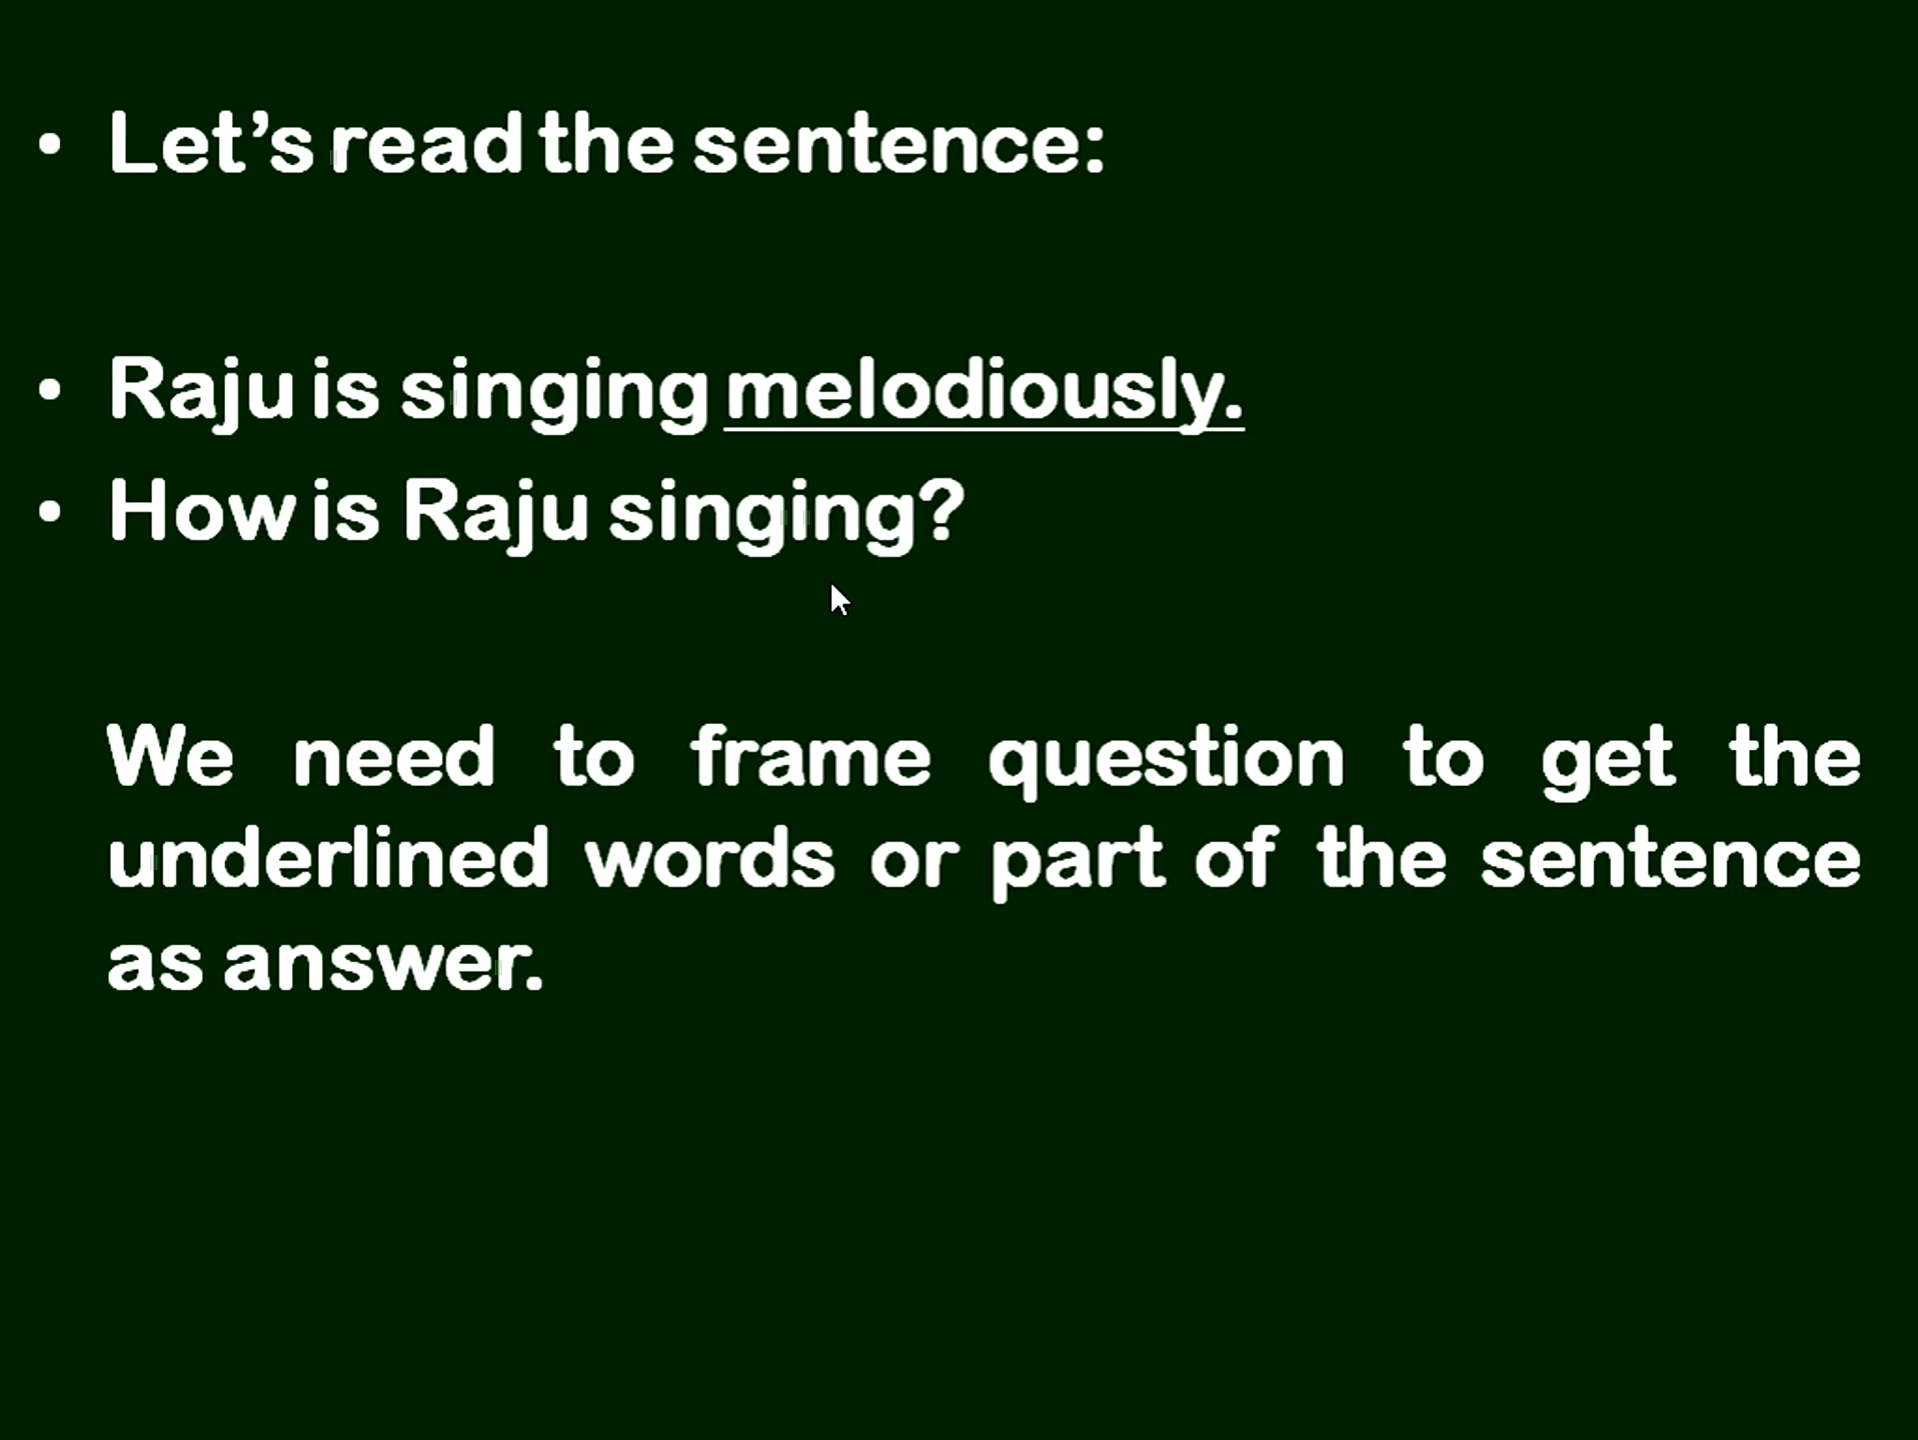 • Let’s read the sentence:
• Raju is singing melodiously.
• How is Raju singing?
We need to frame question to get the
underlined words or part of the sentence
as answer.